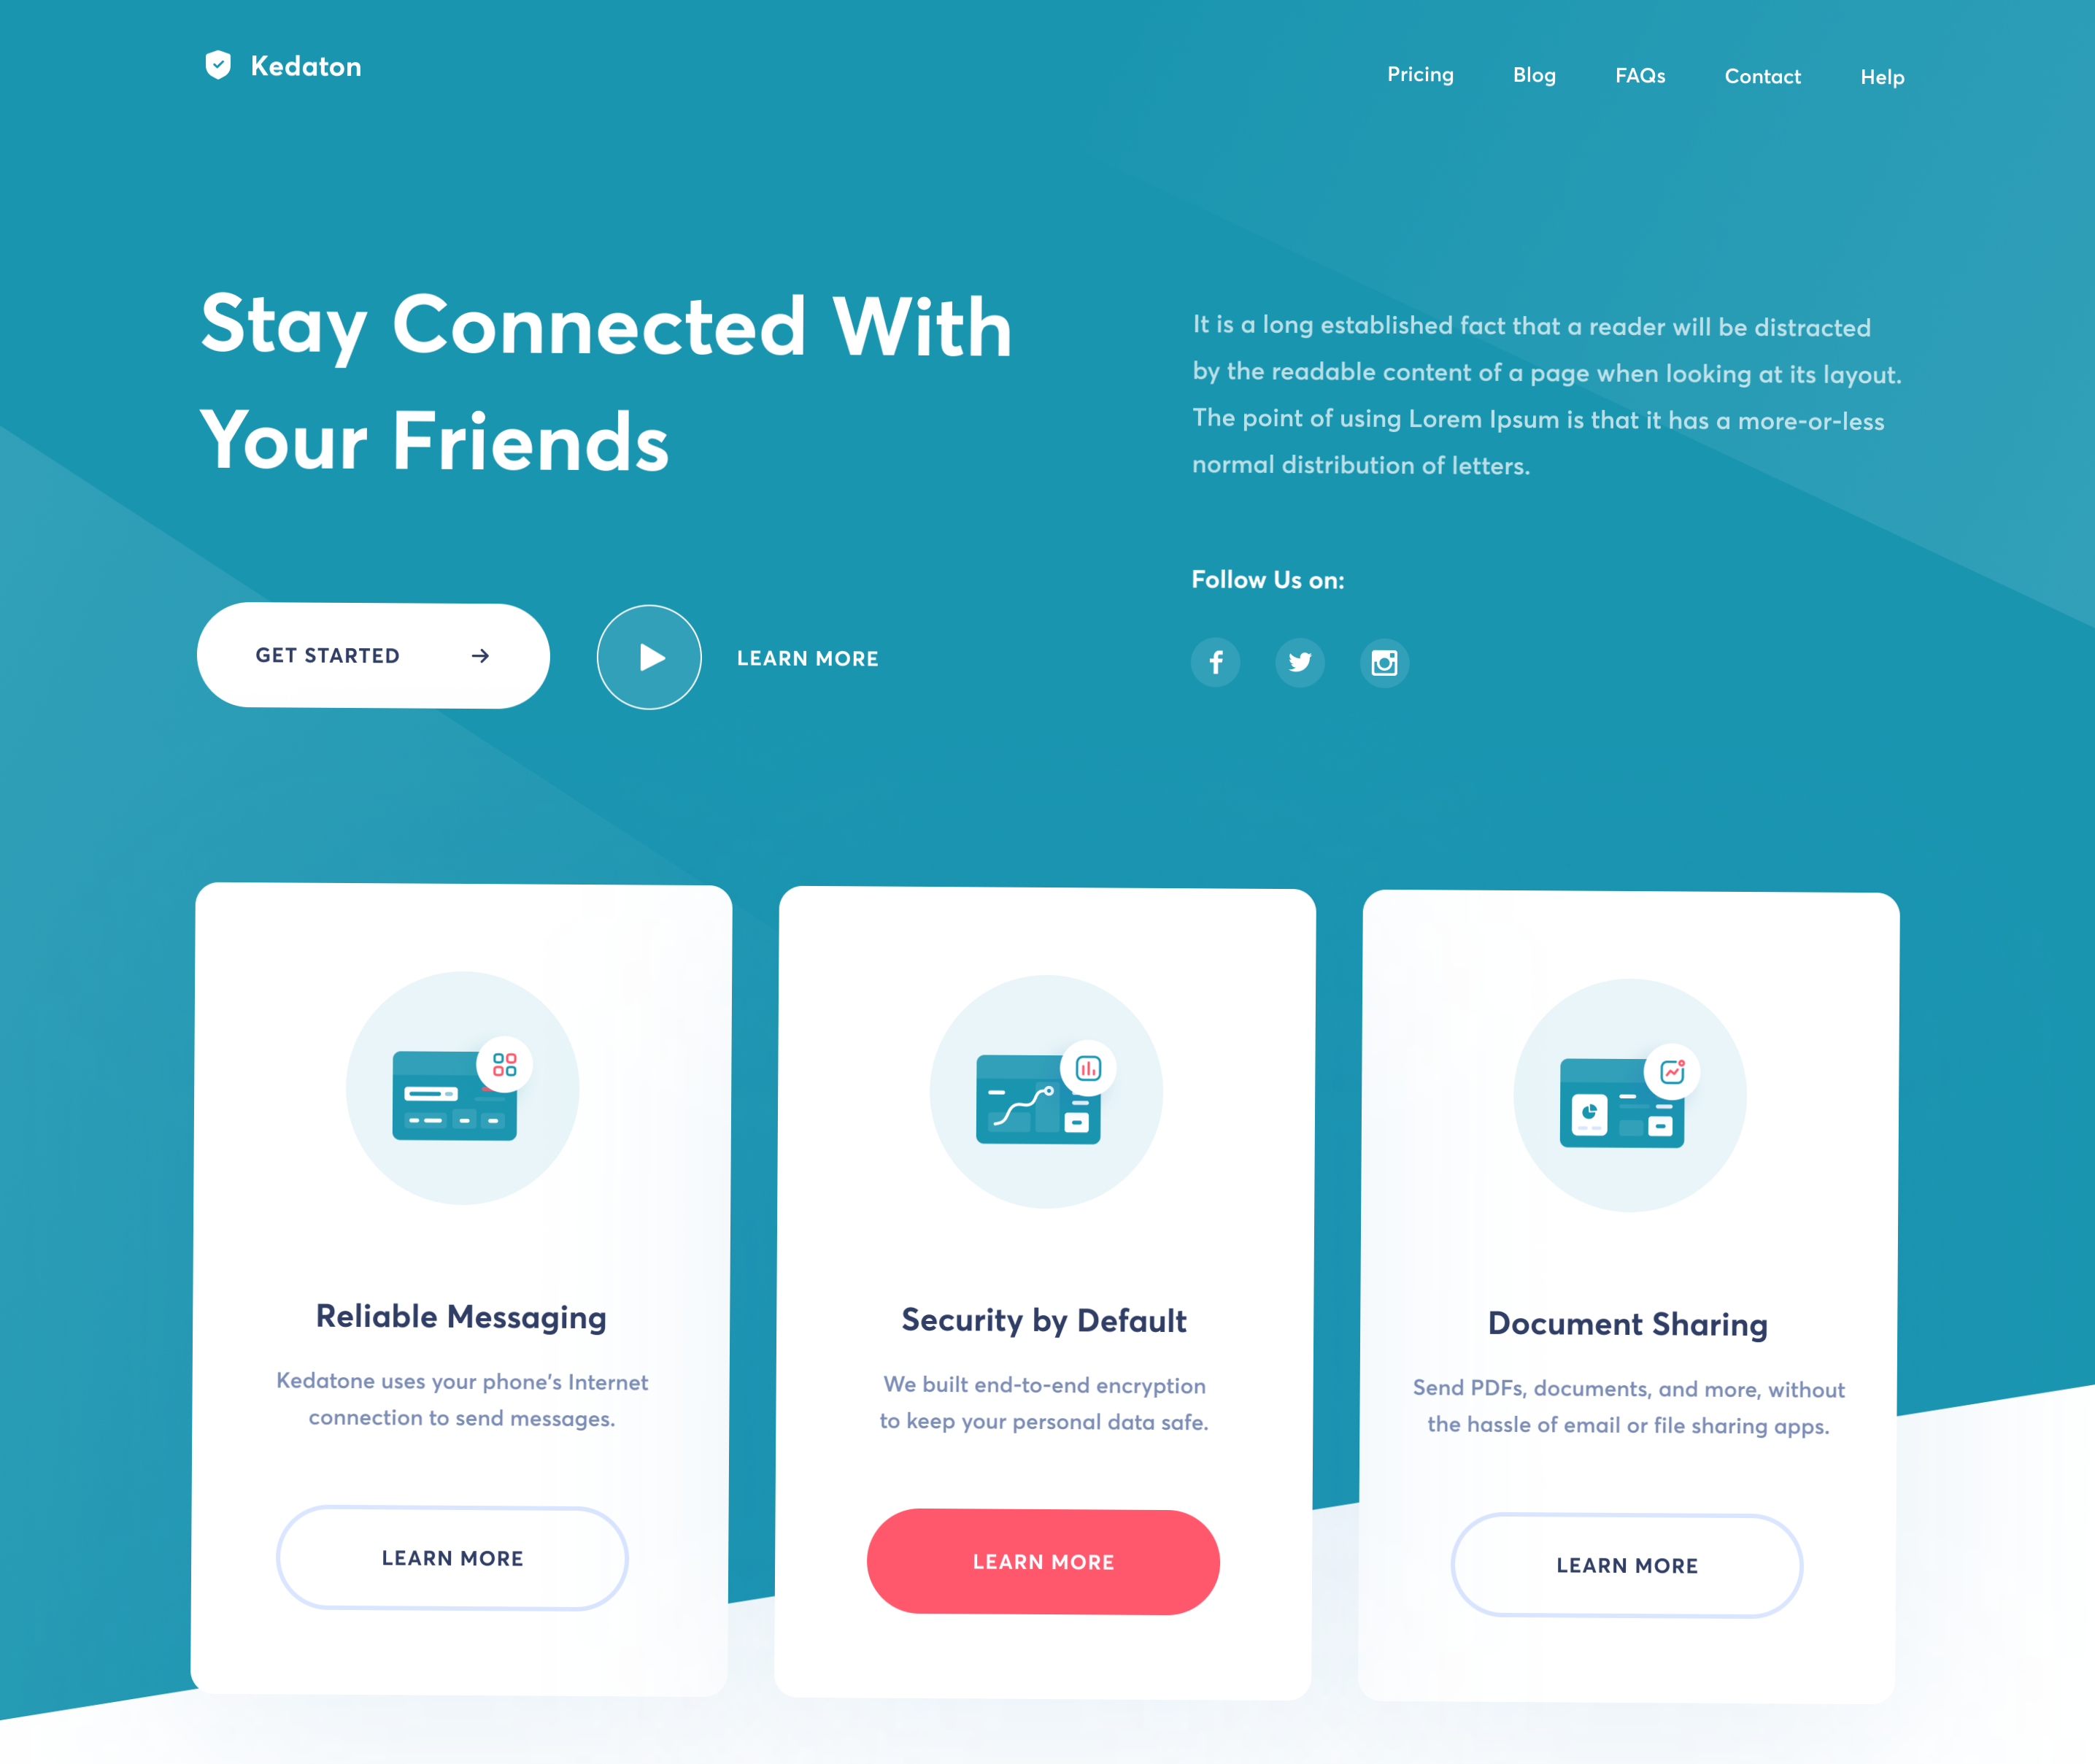 Kedaton
Pricing Blog FAQs Contact Help
Stay Connected With
Your Friends
It is a long established fact that a reader will be distracted
by the readable content of a page when looking at its layout.
The point of using Lorem Ipsum is that it has a more-or-less
normal distribution of letters.
Follow Us on:
GET STARTED
LEARN MORE
Reliable Messaging
Kedatone uses your phone's Internet
connection to send messages.
LEARN MORE
Security by Default
We built end-to-end encryption
to keep your personal data safe.
LEARN MORE
Document Sharing
Send PDFs, documents, and more, without
the hassle of email or file sharing apps.
LEARN MORE